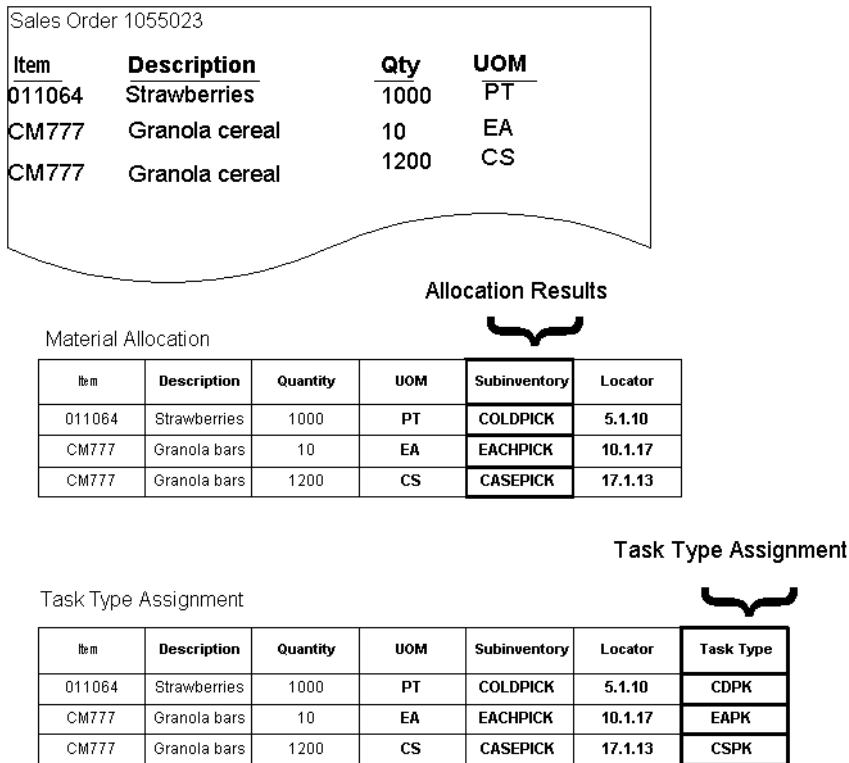 Sales Order 1055023
Item Description Qty UOM
011064 Strawberries 1000 PT
CM777 Granola cereal 10 EA
CM777 Granola cereal 1200 CS
Allocation Results
Material Allocation
Item Description Quantity UOM Subinventory Locator
011064 Strawberries 1000 PT COLDPICK 5.1.10
CM777 Granola bars 10 EA EACHPICK 10.1.17
CM777 Granola bars 1200 CS CASEPICK 17.1.13
Task Type Assignment
Task Type Assignment
Item Description Quantity UOM Subinventory Locator Task Type
011064 Strawberries 1000 PT COLDPICK 5.1.10 CDPK
CM777 Granola bars 10 EA EACHPICK 10.1.17 EAPK
CM777 Granola bars 1200 CS CASEPICK 17.1.13 CSPK